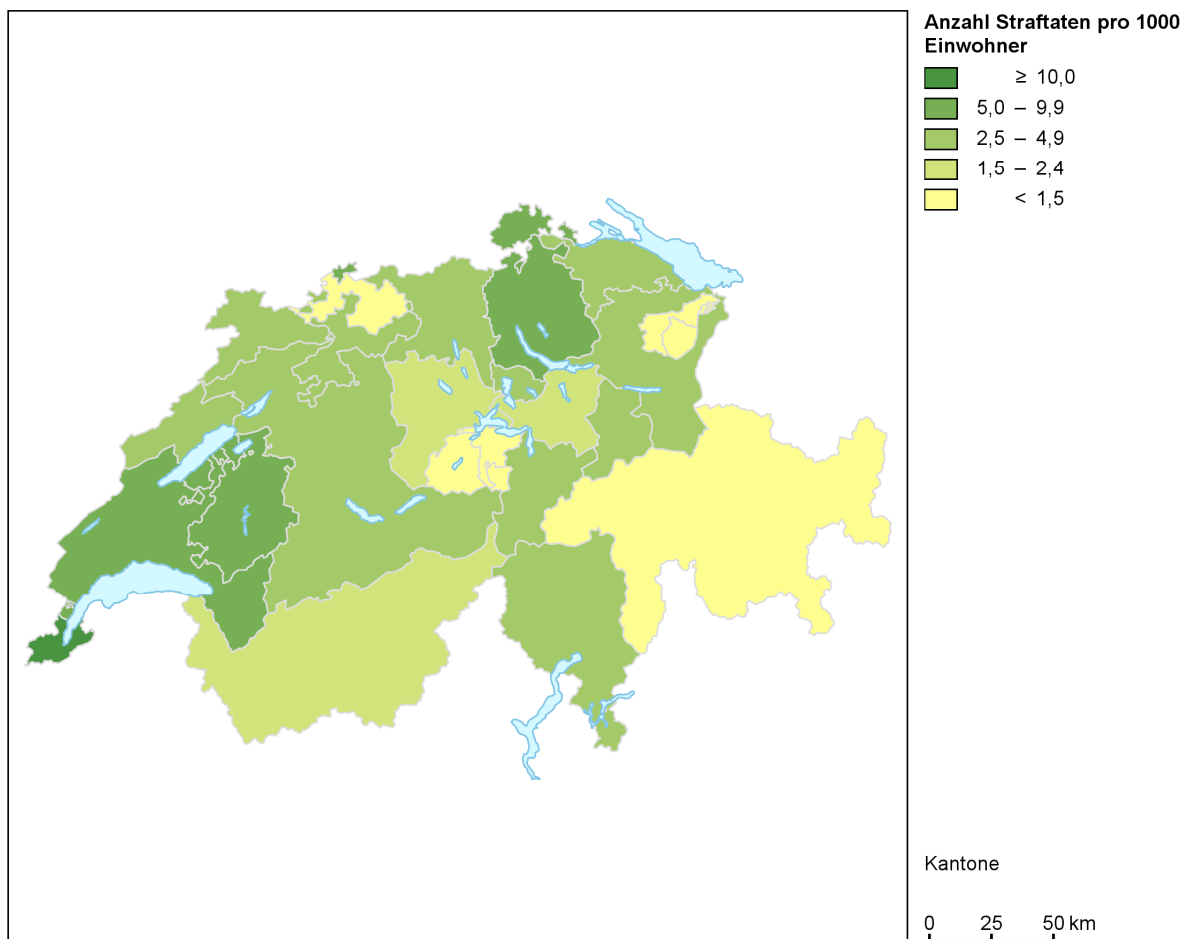 Anzahl Straftaten pro 1000
Einwohner
≥ 10,0
5,0 – 9,9
2,5 – 4,9
1,5 – 2,4
< 1,5
Kantone
0 25 50 km